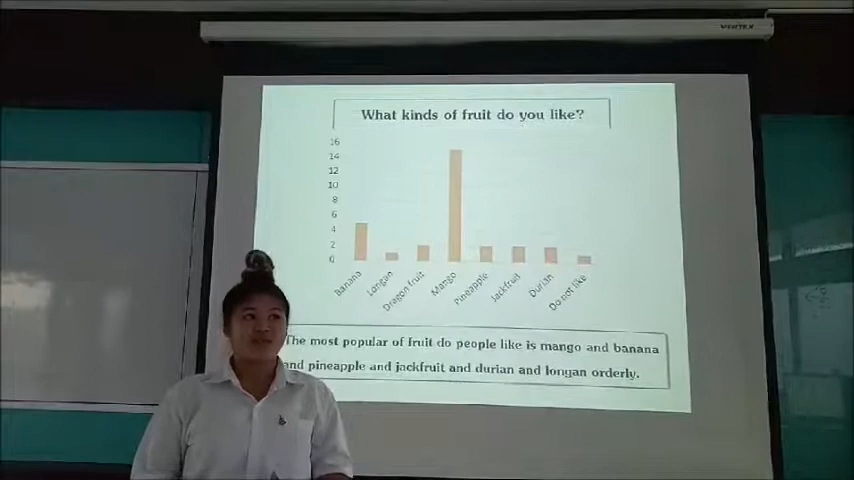 VERTEX
What kinds of fruit do you like?
16
14
12
10
8
6
4
2
0
Banana
Longan
Dragon fruit
Mango
Pineapple
Jackfruit
Durian
Do not like
The most popular of fruit do people like is mango and banana
and pineapple and jackfruit and durian and longan orderly.